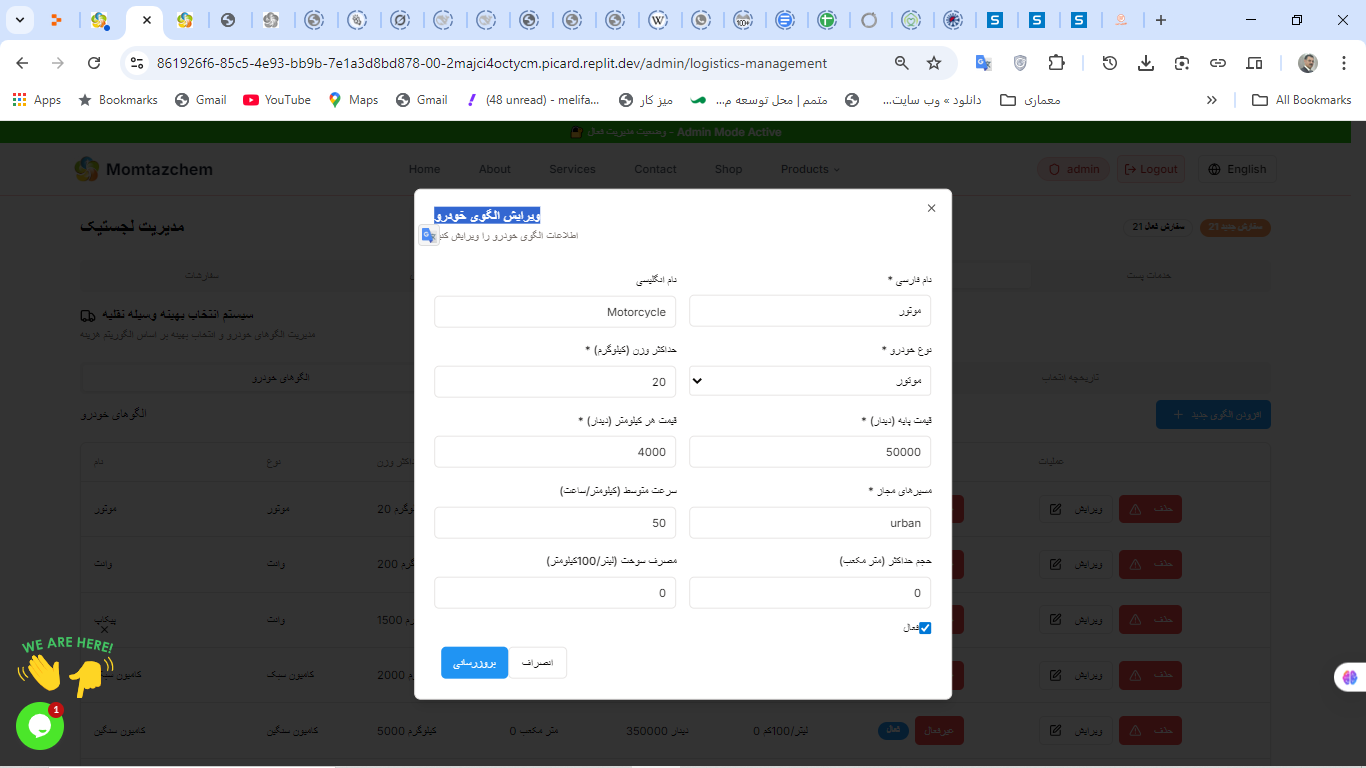 861926f6-85c5-4e93-bb9b-7e1a3d8bd878-00-2majci4octycm.picard.replit.dev/admin/logistics-management
Apps Bookmarks Gmail YouTube Maps Gmail (48 unread) - melifa... میز کار متمم | محل توسعه م... دانلود » وب سایت... معماری » All Bookmarks
وضعیت مدیریت فعال - Admin Mode Active
Momtazchem Home About Services Contact Shop Products admin Logout English
مدیریت لجستیک
سفارش فعال 21
سفارش جدید 21
سفارشات
خدمات پست
سیستم انتخاب بهینه وسیله نقلیه
مدیریت الگوهای خودرو و انتخاب بهینه بر اساس الگوریتم هزینه
الگوهای خودرو
تاریخچه انتخاب
الگوهای خودرو
افزودن الگوی جدید +
ویرایش الگوی خودرو
اطلاعات الگوی خودرو را ویرایش کنید
نام فارسی *
موتور
نام انگلیسی
Motorcycle
نوع خودرو *
موتور
حداکثر وزن (کیلوگرم) *
20
قیمت پایه (دینار) *
50000
قیمت هر کیلومتر (دینار) *
4000
مسیرهای مجاز *
urban
سرعت متوسط (کیلومتر/ساعت)
50
حجم حداکثر (متر مکعب)
0
مصرف سوخت (لیتر/100کیلومتر)
0
فعال
بروزرسانی
انصراف
نام
نوع
عملیات
موتور موتور 20 ویرایش حذف
وانت وانت 200 ویرایش حذف
پیکاپ وانت 1500 ویرایش حذف
کامیون سبک کامیون سبک 2000 ویرایش حذف
کامیون سنگین کامیون سنگین 5000 کیلوگرم 0 متر مکعب 350000 دینار 0 لیتر/100کم فعال غیرفعال ویرایش حذف
WE ARE HERE!
1